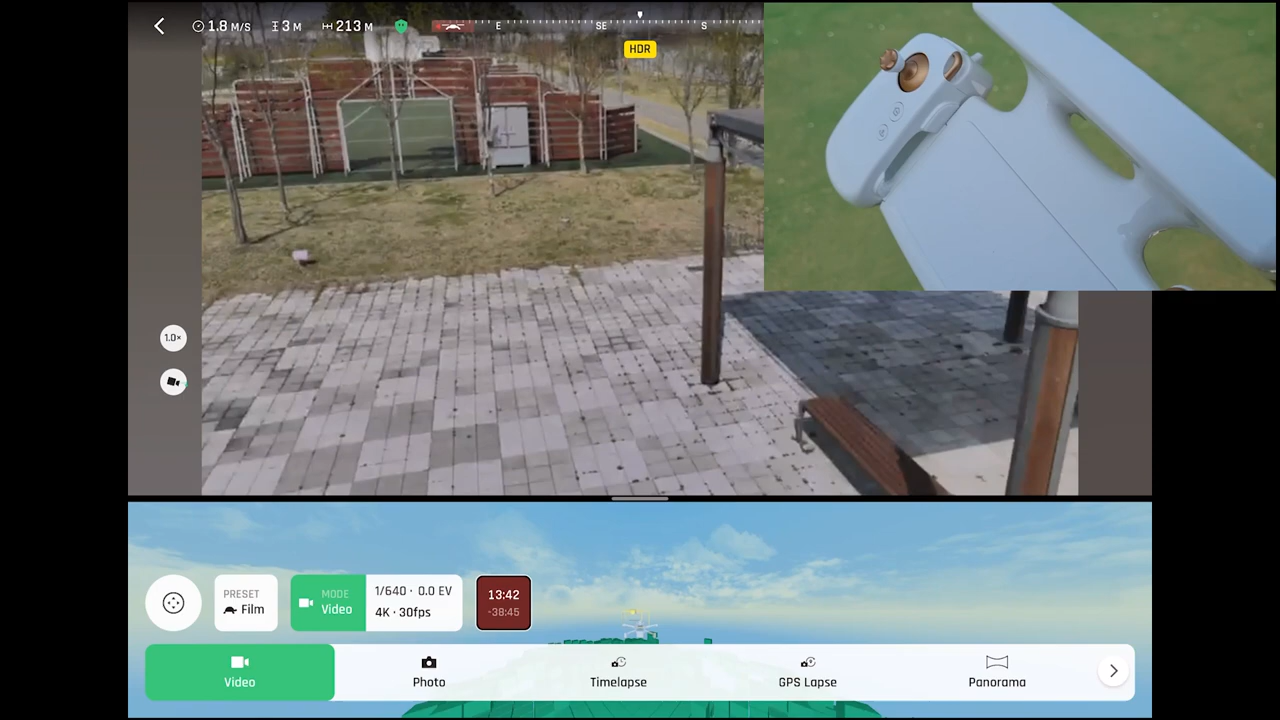 1.8 M/S
3 M
213 M
E
SE
S
HDR
1.0×
PRESET
Film
MODE
Video
1/640 · 0.0 EV
4K · 30fps
13:42
-38:45
Video
Photo
Timelapse
GPS Lapse
Panorama